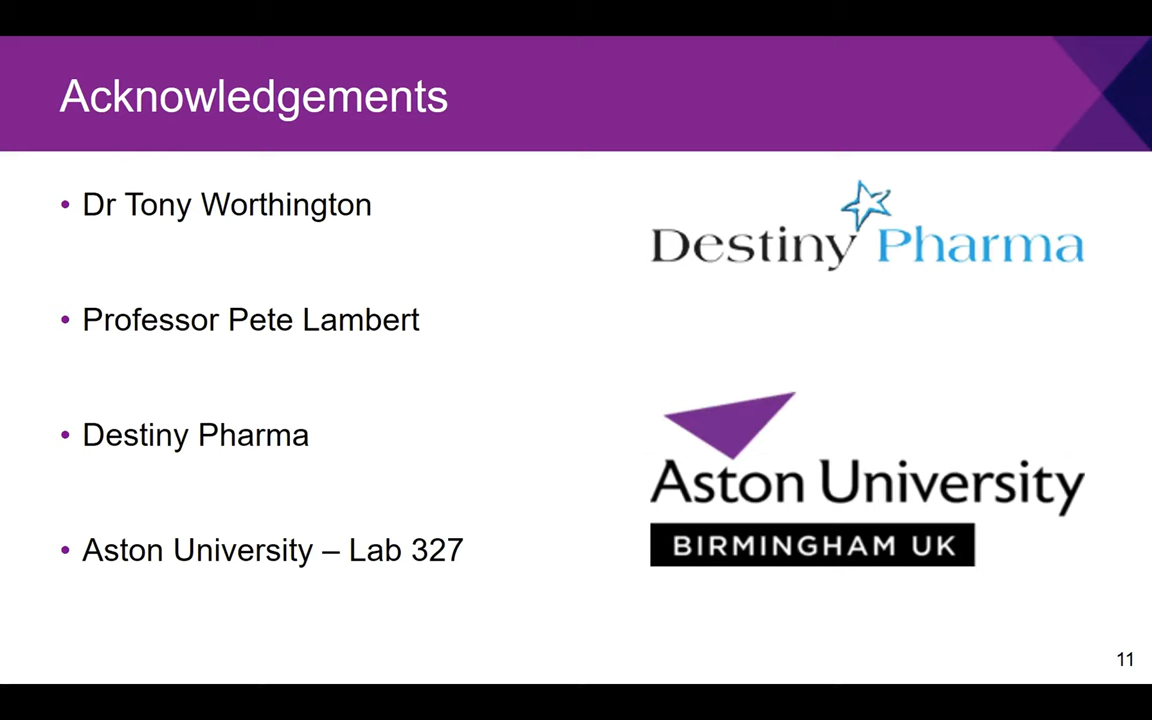 Acknowledgements
• Dr Tony Worthington
• Professor Pete Lambert
• Destiny Pharma
• Aston University – Lab 327
Destiny Pharma
Aston University
BIRMINGHAM UK
11